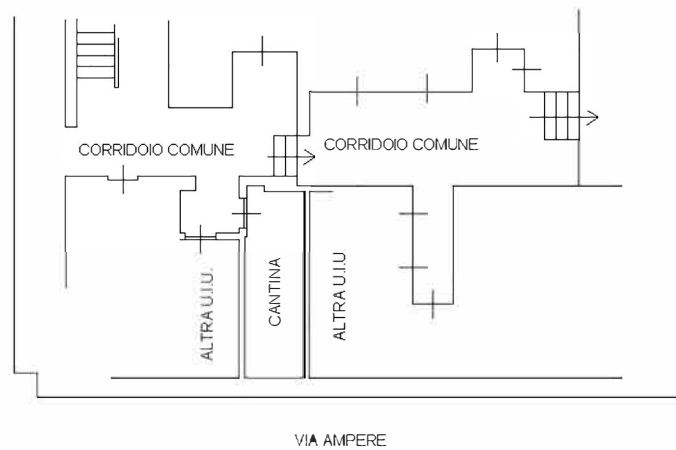 CORRIDOIO COMUNE
CORRIDOIO COMUNE
ALTRA U.I.U.
CANTINA
ALTRA U.I.U
VIA AMPERE